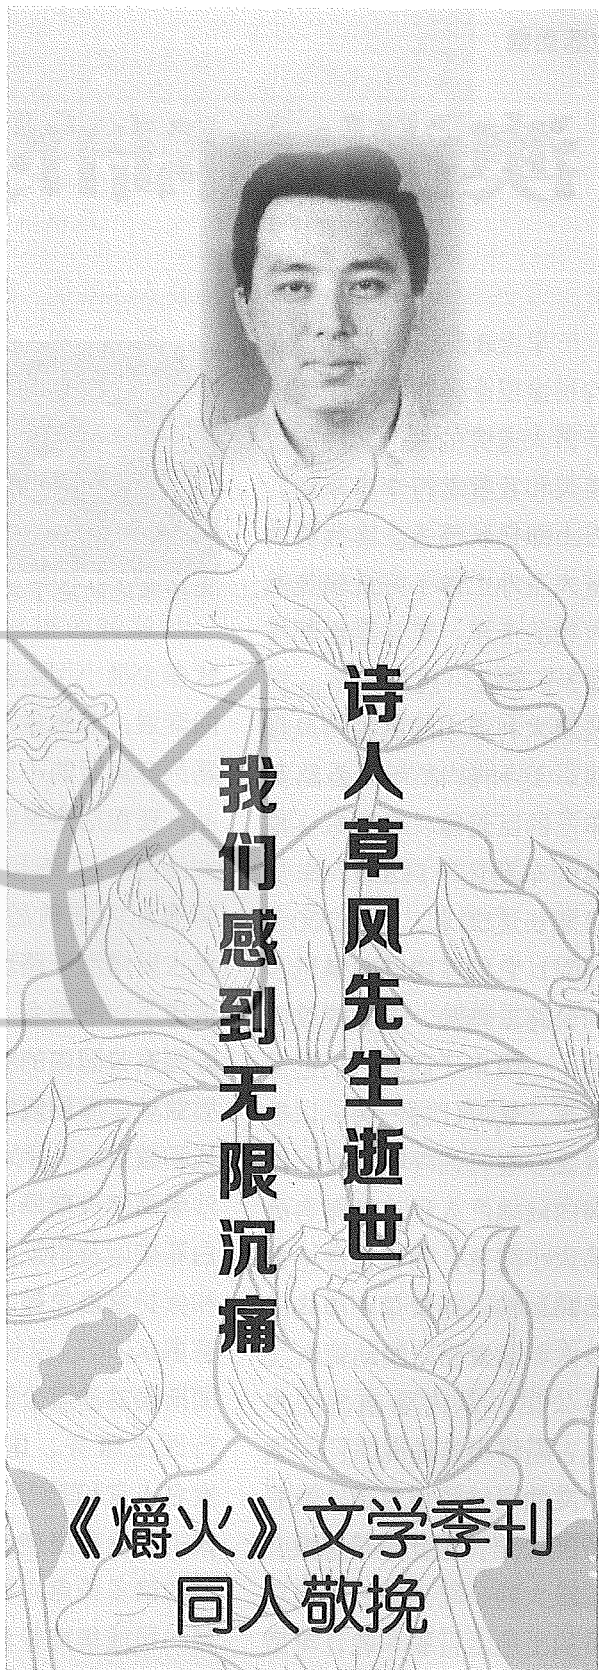 诗人草风先生逝世
我们感到无限沉痛
《爝火》文学季刊
同人敬挽